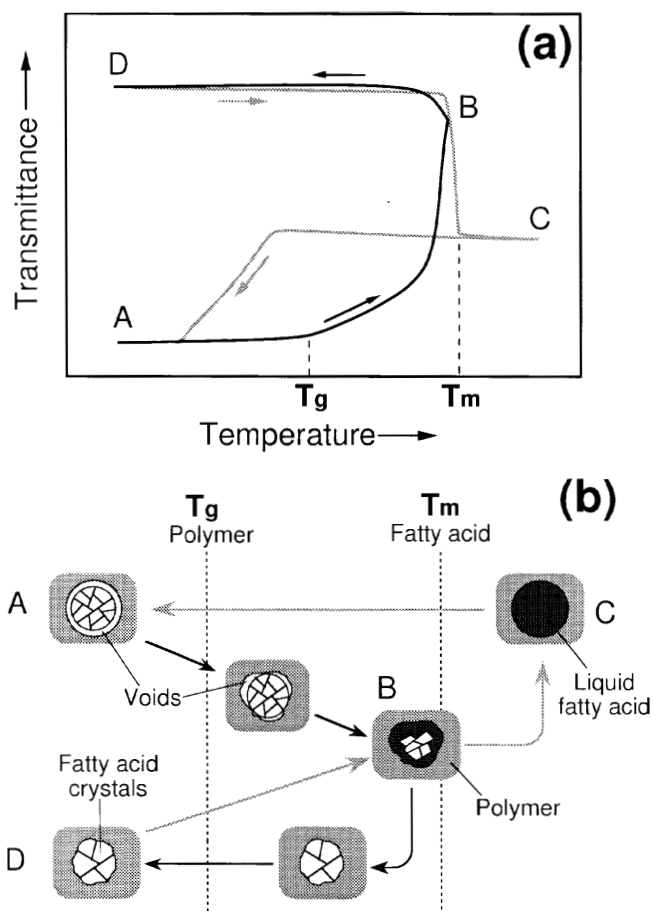 (a)
D
B
C
A
Transmittance
Tg
Tm
Temperature
(b)
Tg
Polymer
Tm
Fatty acid
A
C
Voids
B
Liquid
fatty acid
Fatty acid
crystals
Polymer
D